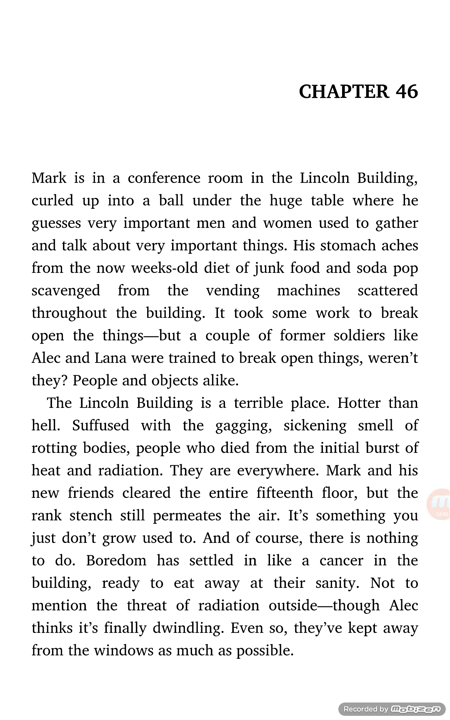 CHAPTER 46
Mark is in a conference room in the Lincoln Building,
curled up into a ball under the huge table where he
guesses very important men and women used to gather
and talk about very important things. His stomach aches
from the now weeks-old diet of junk food and soda pop
scavenged from the vending machines scattered
throughout the building. It took some work to break
open the things—but a couple of former soldiers like
Alec and Lana were trained to break open things, weren’t
they? People and objects alike.
The Lincoln Building is a terrible place. Hotter than
hell. Suffused with the gagging, sickening smell of
rotting bodies, people who died from the initial burst of
heat and radiation. They are everywhere. Mark and his
new friends cleared the entire fifteenth floor, but the
rank stench still permeates the air. It’s something you
just don’t grow used to. And of course, there is nothing
to do. Boredom has settled in like a cancer in the
building, ready to eat away at their sanity. Not to
mention the threat of radiation outside—though Alec
thinks it’s finally dwindling. Even so, they’ve kept away
from the windows as much as possible.
Recorded by mobizen